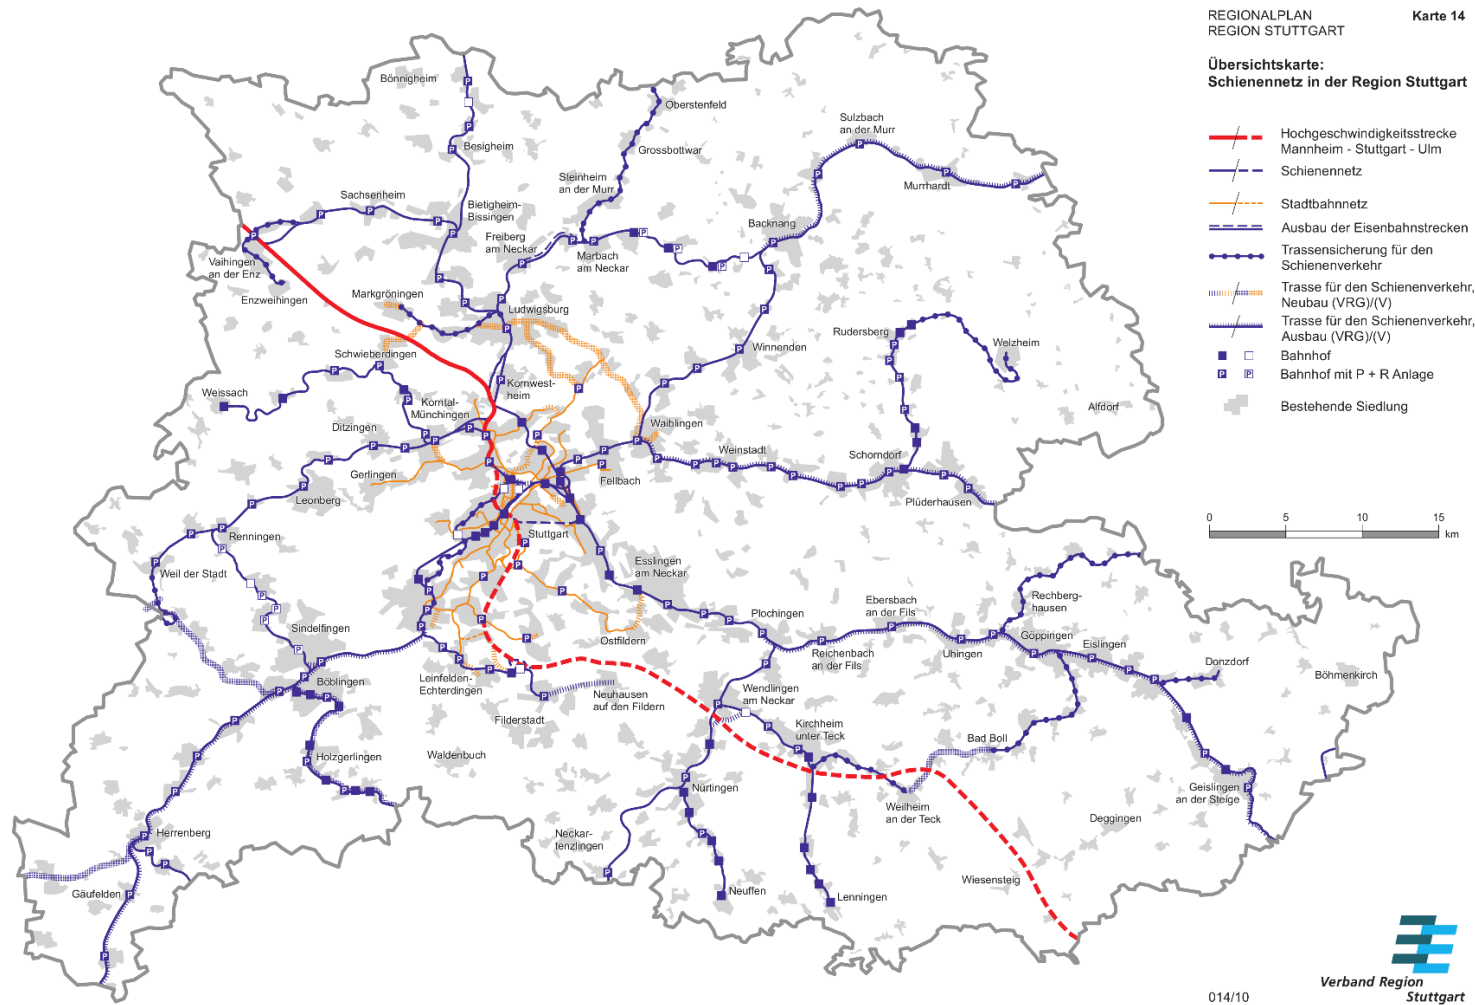 REGIONALPLAN
REGION STUTTGART
Karte 14
Übersichtskarte:
Schienennetz in der Region Stuttgart
Hochgeschwindigkeitsstrecke
Mannheim - Stuttgart - Ulm
Schienennetz
Stadtbahnnetz
Ausbau der Eisenbahnstrecken
Trassensicherung für den
Schienenverkehr
Trasse für den Schienenverkehr,
Neubau (VRG)/(V)
Trasse für den Schienenverkehr,
Ausbau (VRG)/(V)
Bahnhof
Bahnhof mit P + R Anlage
Bestehende Siedlung
0 5 10 15
km
Bönnigheim
Oberstenfeld
Sulzbach
an der Murr
Besigheim
Grossbottwar
Steinheim
an der Murr
Murrhardt
Sachsenheim
Bietigheim-
Bissingen
Backnang
Freiberg
am Neckar
Marbach
am Neckar
Vaihingen
an der Enz
Enzweihingen
Markgröningen
Ludwigsburg
Rudersberg
Welzheim
Winnenden
Schwieberdingen
Weissach
Kornwest-
heim
Korntal-
Münchingen
Alfdorf
Ditzingen
Waiblingen
Weinstadt
Schorndorf
Gerlingen
Fellbach
Leonberg
Plüderhausen
Renningen
Stuttgart
Weil der Stadt
Esslingen
am Neckar
Rechberg-
hausen
Ebersbach
an der Fils
Plochingen
Sindelfingen
Ostfildern
Göppingen
Reichenbach
an der Fils
Uhingen
Eislingen
Donzdorf
Böhmenkirch
Böblingen
Leinfelden-
Echterdingen
Neuhausen
auf den Fildern
Wendlingen
am Neckar
Filderstadt
Kirchheim
unter Teck
Bad Boll
Waldenbuch
Holzgerlingen
Nürtingen
Weilheim
an der Teck
Geislingen
an der Steige
Deggingen
Herrenberg
Neckar-
tenzlingen
Wiesensteig
Gäufelden
Neuffen
Lenningen
Verband Region
Stuttgart
014/10